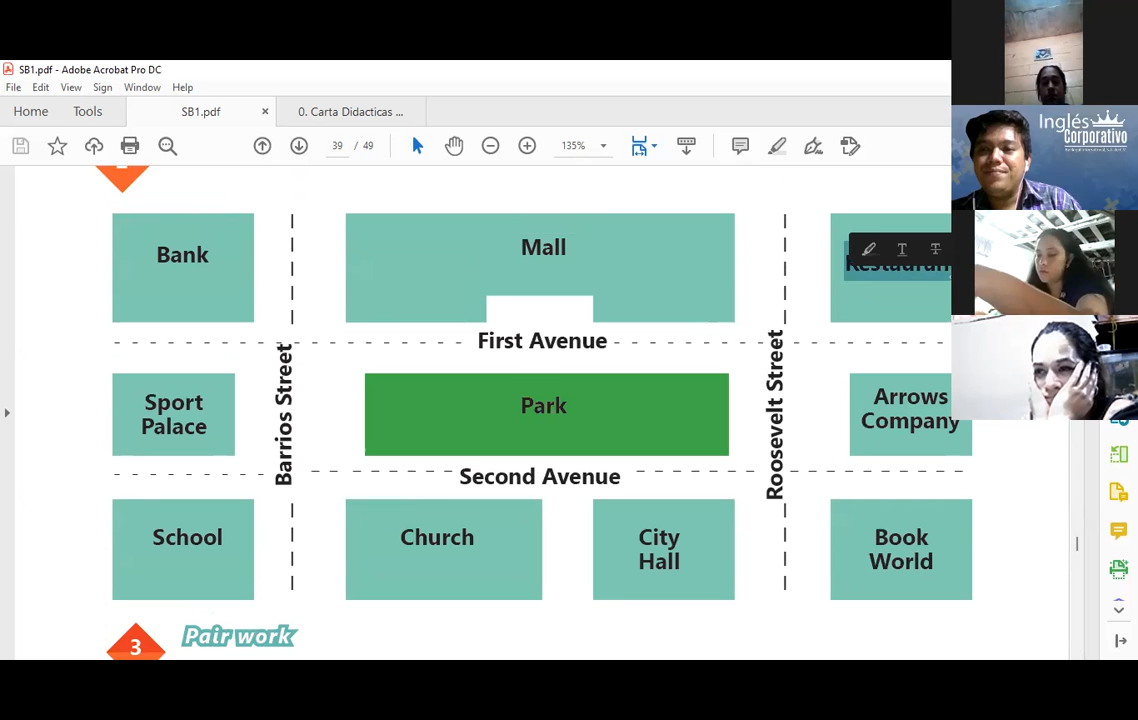 SB1.pdf - Adobe Acrobat Pro DC
File Edit View Sign Window Help
Home Tools SB1.pdf × 0. Carta Didacticas ...
39 / 49 135%
Inglés
Corporativo
Bank
Mall
First Avenue
Barrios Street
Roosevelt Street
Sport
Palace
Park
Arrows
Company
Second Avenue
School
Church
City
Hall
Book
World
3 Pair work